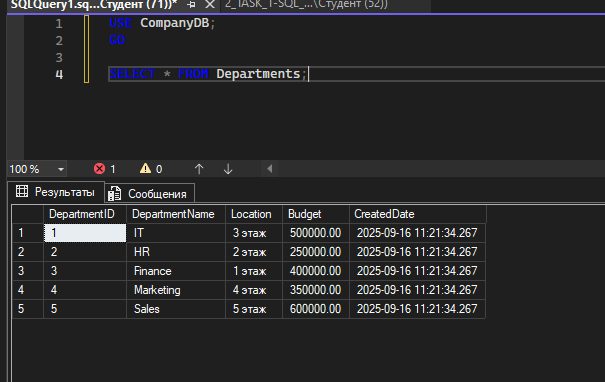 SQLQuery1.sq...Студент (71))* 2_TASK_T-SQL_...\Студент (52))
1 USE CompanyDB;
2 GO
3
4 SELECT * FROM Departments;
100 % 1 0
Результаты Сообщения
DepartmentID DepartmentName Location Budget CreatedDate
1 1 IT 3 этаж 500000.00 2025-09-16 11:21:34.267
2 2 HR 2 этаж 250000.00 2025-09-16 11:21:34.267
3 3 Finance 1 этаж 400000.00 2025-09-16 11:21:34.267
4 4 Marketing 4 этаж 350000.00 2025-09-16 11:21:34.267
5 5 Sales 5 этаж 600000.00 2025-09-16 11:21:34.267